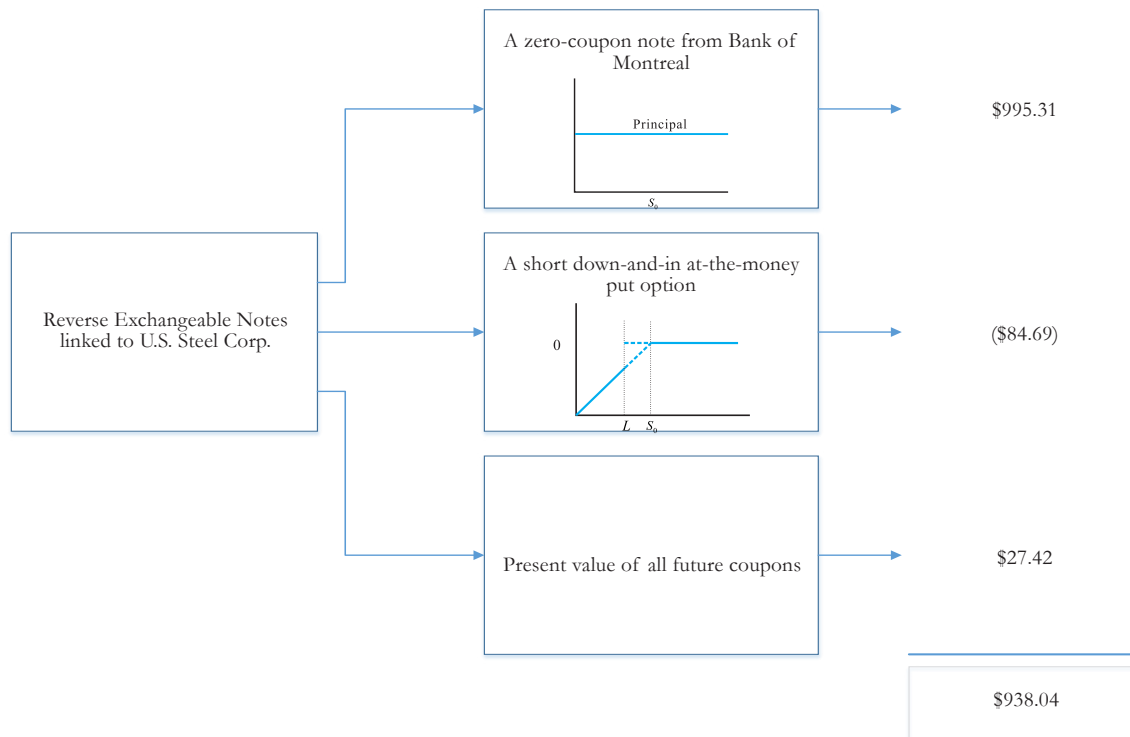 A zero-coupon note from Bank of
Montreal
Principal
S₀
$995.31
Reverse Exchangeable Notes
linked to U.S. Steel Corp.
A short down-and-in at-the-money
put option
0
L S₀
($84.69)
Present value of all future coupons
$27.42
$938.04